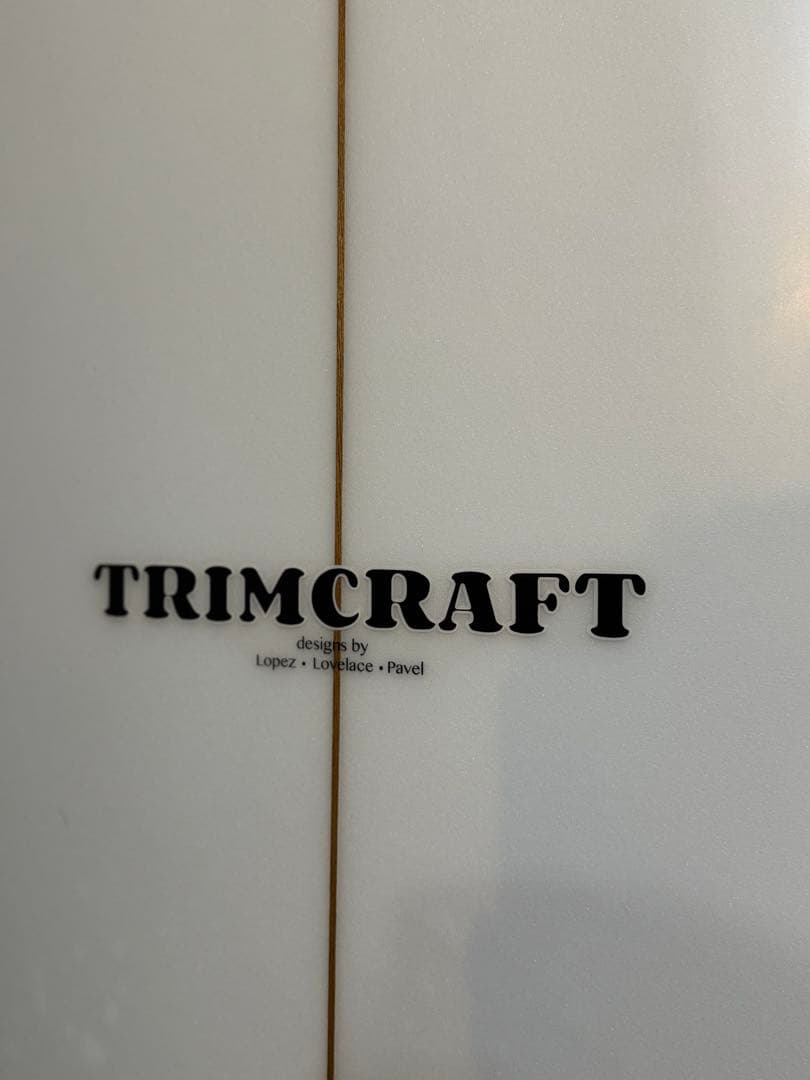 TRIMCRAFT
designs by
Lopez • Lovelace • Pavel